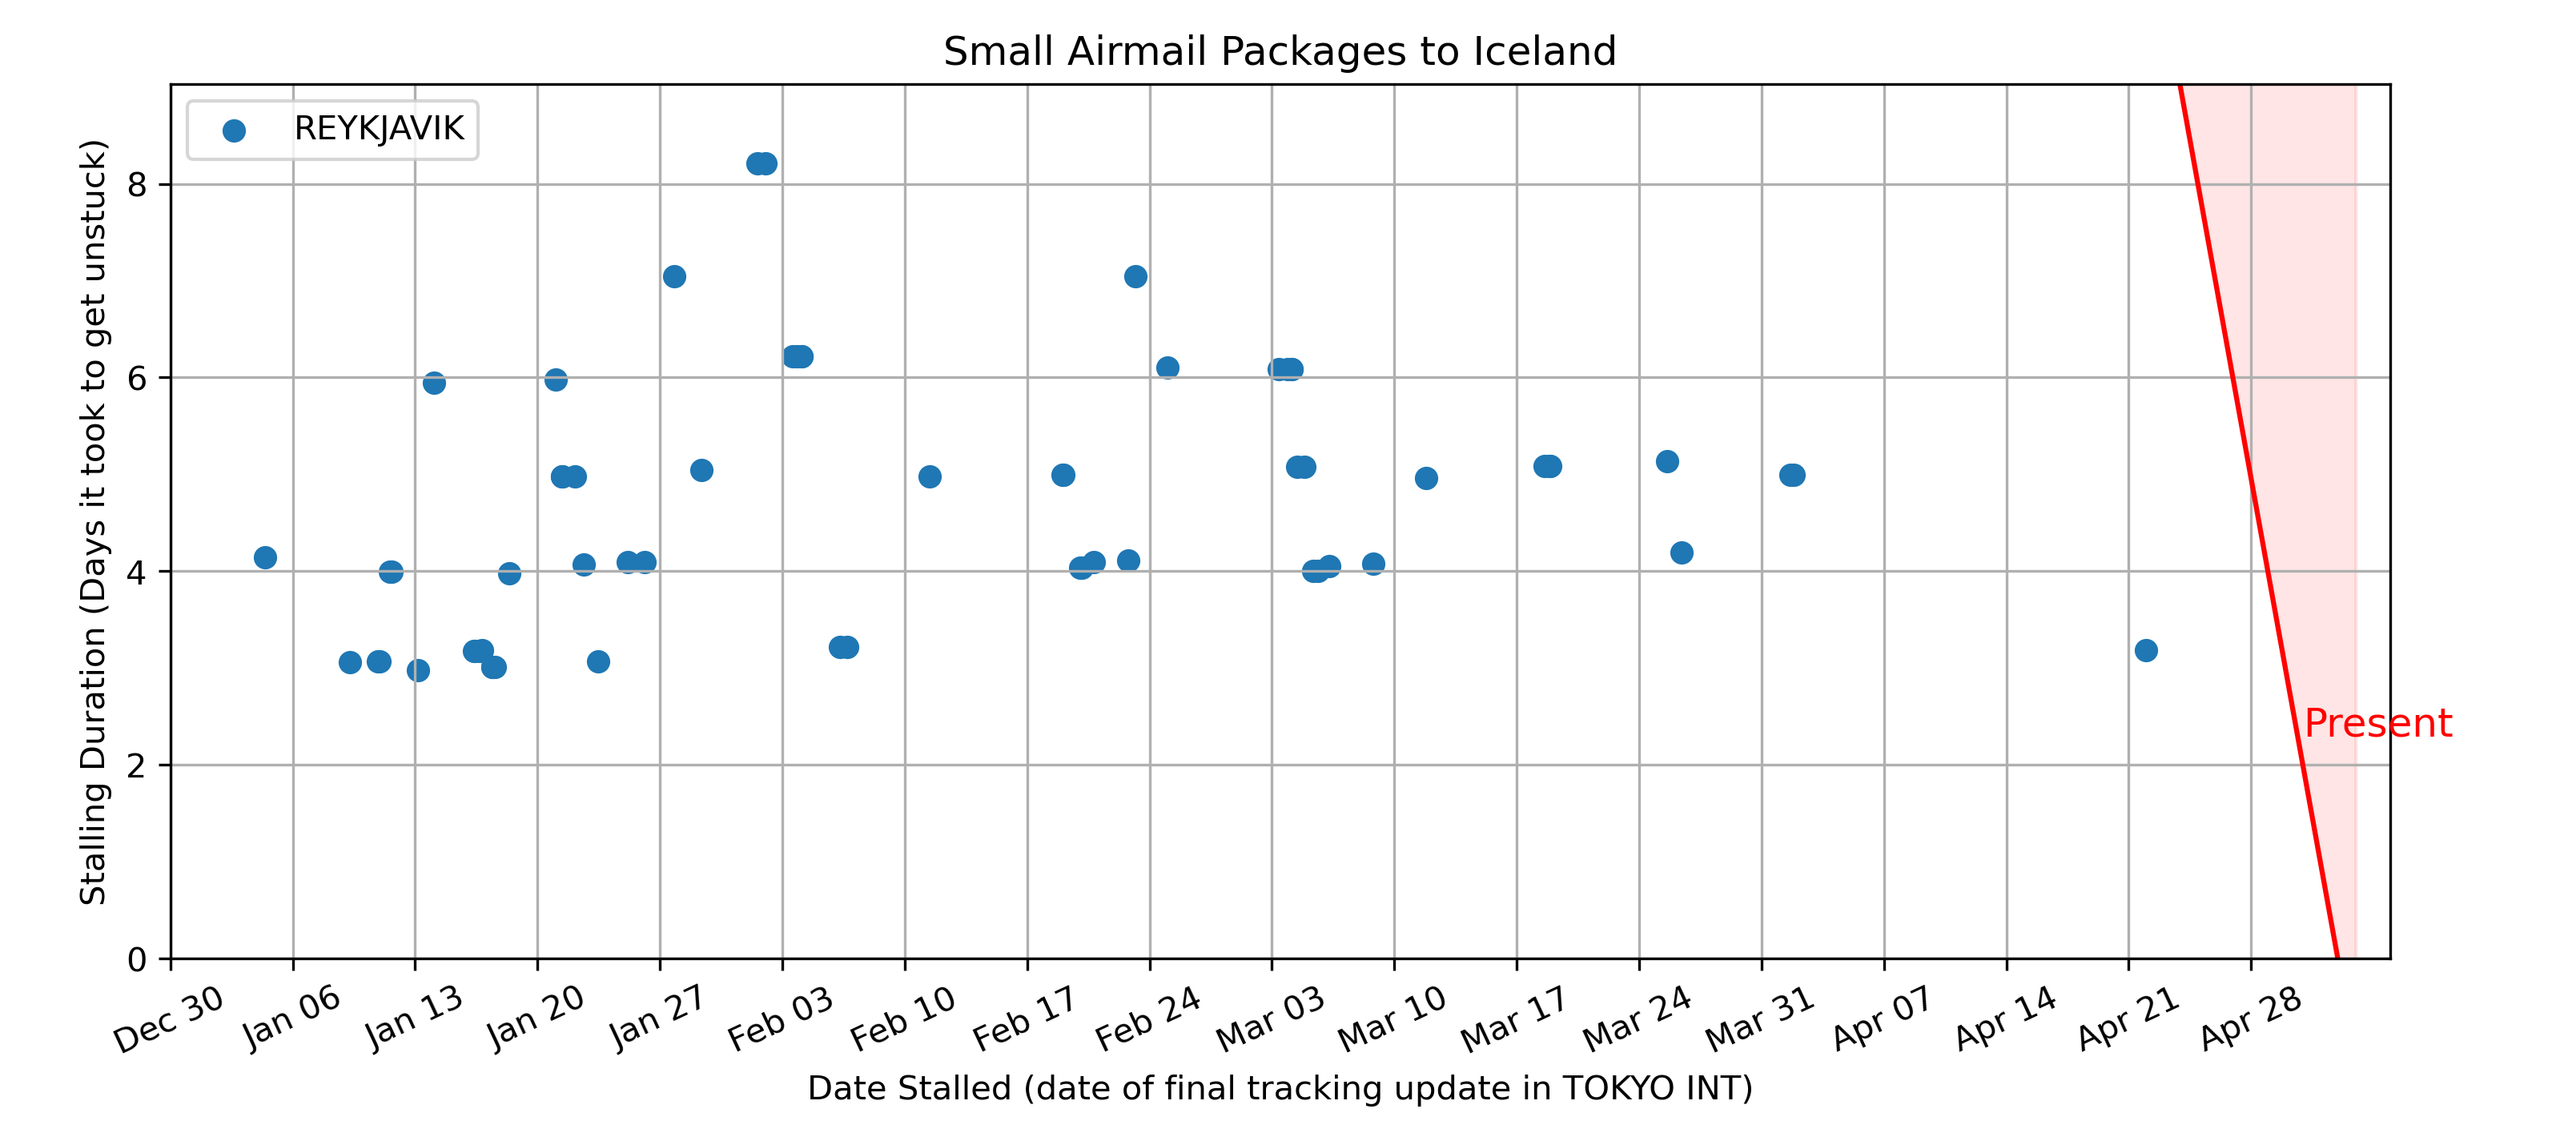 Small Airmail Packages to Iceland
REYKJAVIK
Stalling Duration (Days it took to get unstuck)
8
6
4
2
0
Present
Dec 30 Jan 06 Jan 13 Jan 20 Jan 27 Feb 03 Feb 10 Feb 17 Feb 24 Mar 03 Mar 10 Mar 17 Mar 24 Mar 31 Apr 07 Apr 14 Apr 21 Apr 28
Date Stalled (date of final tracking update in TOKYO INT)